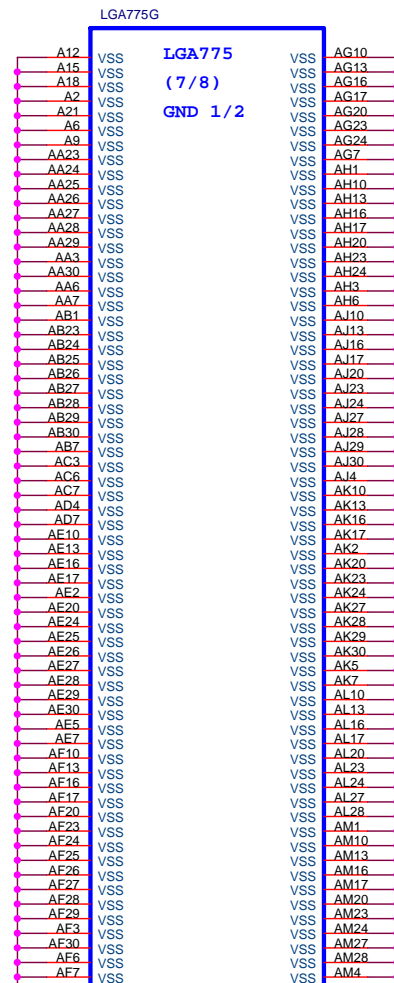 LGA775G
LGA775
(7/8)
GND 1/2
A12 VSS VSS AG10
A15 VSS VSS AG13
A18 VSS VSS AG16
A2 VSS VSS AG17
A21 VSS VSS AG20
A6 VSS VSS AG23
A9 VSS VSS AG24
AA23 VSS VSS AG7
AA24 VSS VSS AH1
AA25 VSS VSS AH10
AA26 VSS VSS AH13
AA27 VSS VSS AH16
AA28 VSS VSS AH17
AA29 VSS VSS AH20
AA3 VSS VSS AH23
AA30 VSS VSS AH24
AA6 VSS VSS AH3
AA7 VSS VSS AH6
AB1 VSS VSS AJ10
AB23 VSS VSS AJ13
AB24 VSS VSS AJ16
AB25 VSS VSS AJ17
AB26 VSS VSS AJ20
AB27 VSS VSS AJ23
AB28 VSS VSS AJ24
AB29 VSS VSS AJ27
AB30 VSS VSS AJ28
AB7 VSS VSS AJ29
AC3 VSS VSS AJ30
AC6 VSS VSS AJ4
AC7 VSS VSS AK10
AD4 VSS VSS AK13
AD7 VSS VSS AK16
AE10 VSS VSS AK17
AE13 VSS VSS AK2
AE16 VSS VSS AK20
AE17 VSS VSS AK23
AE2 VSS VSS AK24
AE20 VSS VSS AK27
AE24 VSS VSS AK28
AE25 VSS VSS AK29
AE26 VSS VSS AK30
AE27 VSS VSS AK5
AE28 VSS VSS AK7
AE29 VSS VSS AL10
AE30 VSS VSS AL13
AE5 VSS VSS AL16
AE7 VSS VSS AL17
AF10 VSS VSS AL20
AF13 VSS VSS AL23
AF16 VSS VSS AL24
AF17 VSS VSS AL27
AF20 VSS VSS AL28
AF23 VSS VSS AM1
AF24 VSS VSS AM10
AF25 VSS VSS AM13
AF26 VSS VSS AM16
AF27 VSS VSS AM17
AF28 VSS VSS AM20
AF29 VSS VSS AM23
AF3 VSS VSS AM24
AF30 VSS VSS AM27
AF6 VSS VSS AM28
AF7 VSS VSS AM4